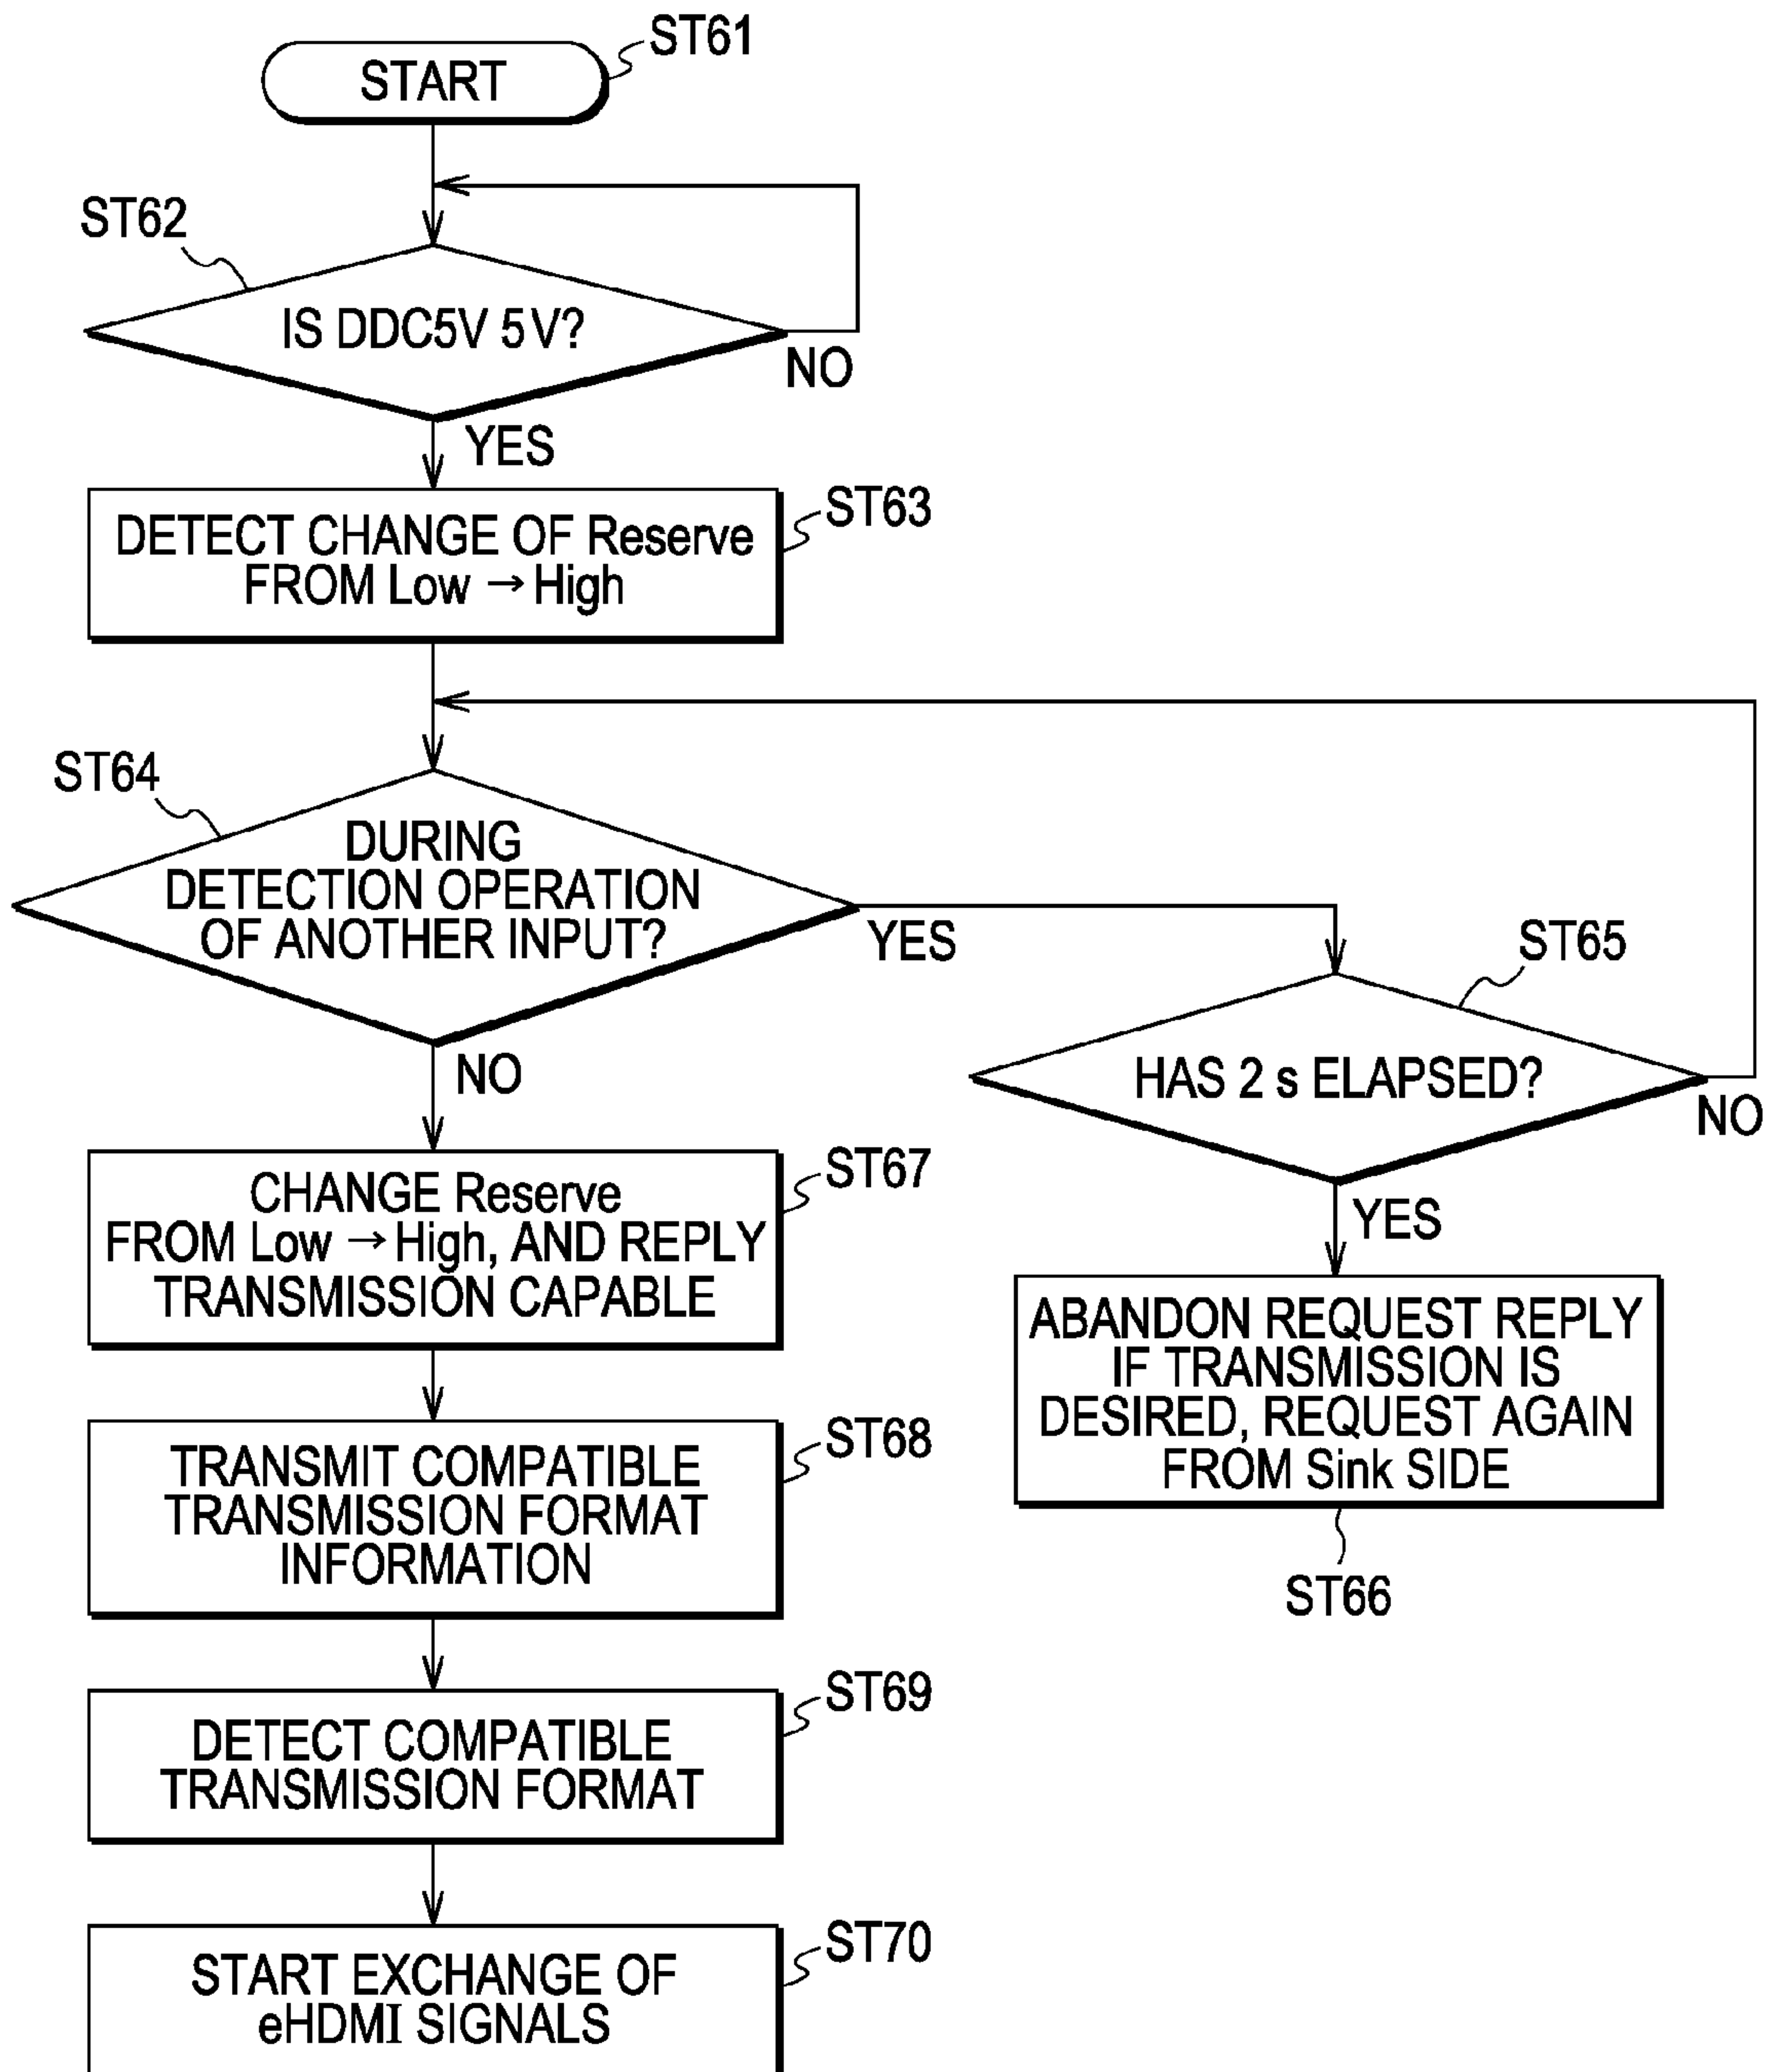 START
ST61
ST62
IS DDC5V 5 V?
NO
YES
DETECT CHANGE OF Reserve
FROM Low → High
ST63
ST64
DURING
DETECTION OPERATION
OF ANOTHER INPUT?
YES
NO
ST65
HAS 2 s ELAPSED?
NO
YES
ABANDON REQUEST REPLY
IF TRANSMISSION IS
DESIRED, REQUEST AGAIN
FROM Sink SIDE
ST66
CHANGE Reserve
FROM Low → High, AND REPLY
TRANSMISSION CAPABLE
ST67
TRANSMIT COMPATIBLE
TRANSMISSION FORMAT
INFORMATION
ST68
DETECT COMPATIBLE
TRANSMISSION FORMAT
ST69
START EXCHANGE OF
eHDMI SIGNALS
ST70